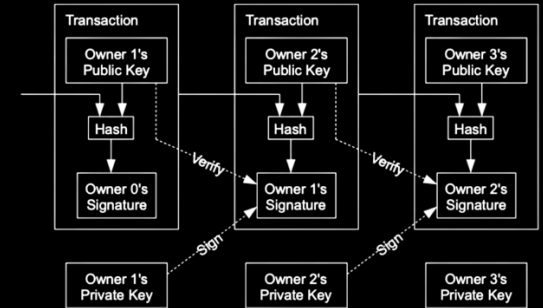 Transaction
Transaction
Transaction
Owner 1's
Public Key
Owner 2's
Public Key
Owner 3's
Public Key
Hash
Hash
Hash
Verify
Verify
Owner 0's
Signature
Owner 1's
Signature
Owner 2's
Signature
Sign
Sign
Owner 1's
Private Key
Owner 2's
Private Key
Owner 3's
Private Key